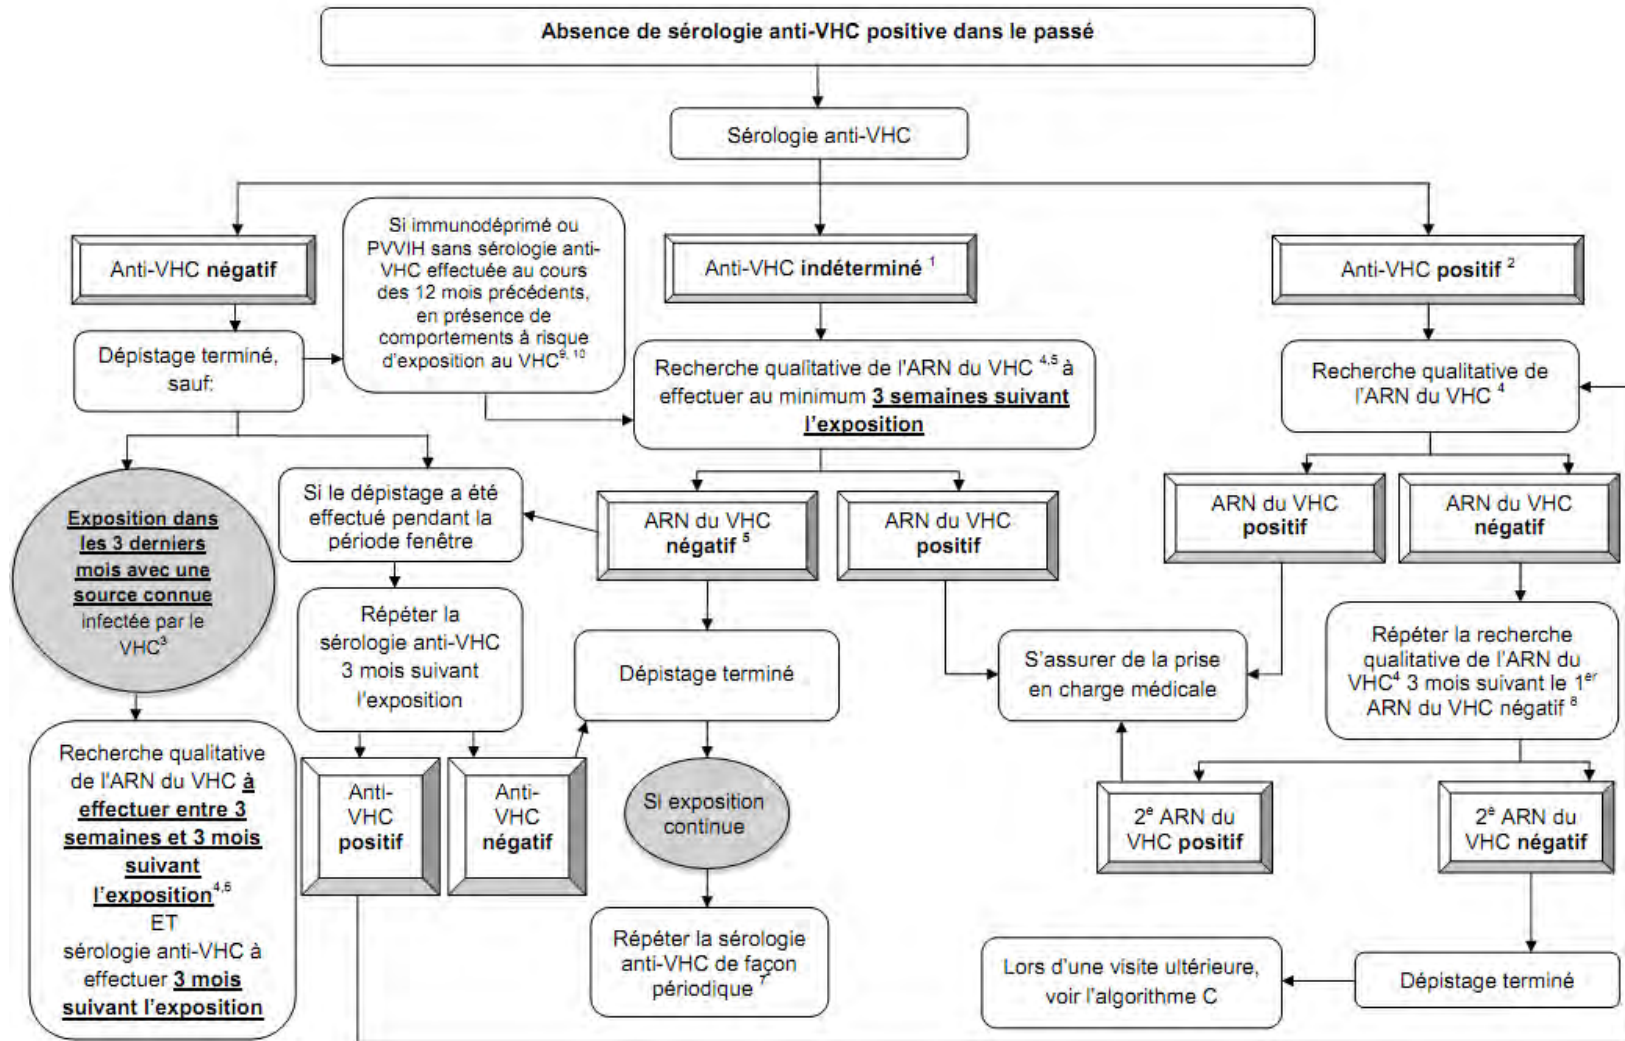 Absence de sérologie anti-VHC positive dans le passé
Sérologie anti-VHC
Anti-VHC négatif
Si immunodéprimé ou
PVVIH sans sérologie anti-
VHC effectuée au cours
des 12 mois précédents,
en présence de
comportements à risque
d'exposition au VHC9, 10
Anti-VHC indéterminé 1
Anti-VHC positif 2
Dépistage terminé,
sauf:
Recherche qualitative de l'ARN du VHC 4,5 à
effectuer au minimum 3 semaines suivant
l'exposition
Recherche qualitative de
l'ARN du VHC 4
Exposition dans
les 3 derniers
mois avec une
source connue
infectée par le
VHC3
Si le dépistage a été
effectué pendant la
période fenêtre
ARN du VHC
négatif 5
ARN du VHC
positif
ARN du VHC
positif
ARN du VHC
négatif
Répéter la
sérologie anti-VHC
3 mois suivant
l'exposition
Dépistage terminé
S'assurer de la prise
en charge médicale
Répéter la recherche
qualitative de l'ARN du
VHC4 3 mois suivant le 1er
ARN du VHC négatif 8
Recherche qualitative
de l'ARN du VHC à
effectuer entre 3
semaines et 3 mois
suivant
l'exposition4,6
ET
sérologie anti-VHC à
effectuer 3 mois
suivant l'exposition
Anti-
VHC
positif
Anti-
VHC
négatif
Si exposition
continue
2e ARN du
VHC positif
2e ARN du
VHC négatif
Répéter la sérologie
anti-VHC de façon
périodique 7
Lors d'une visite ultérieure,
voir l'algorithme C
Dépistage terminé